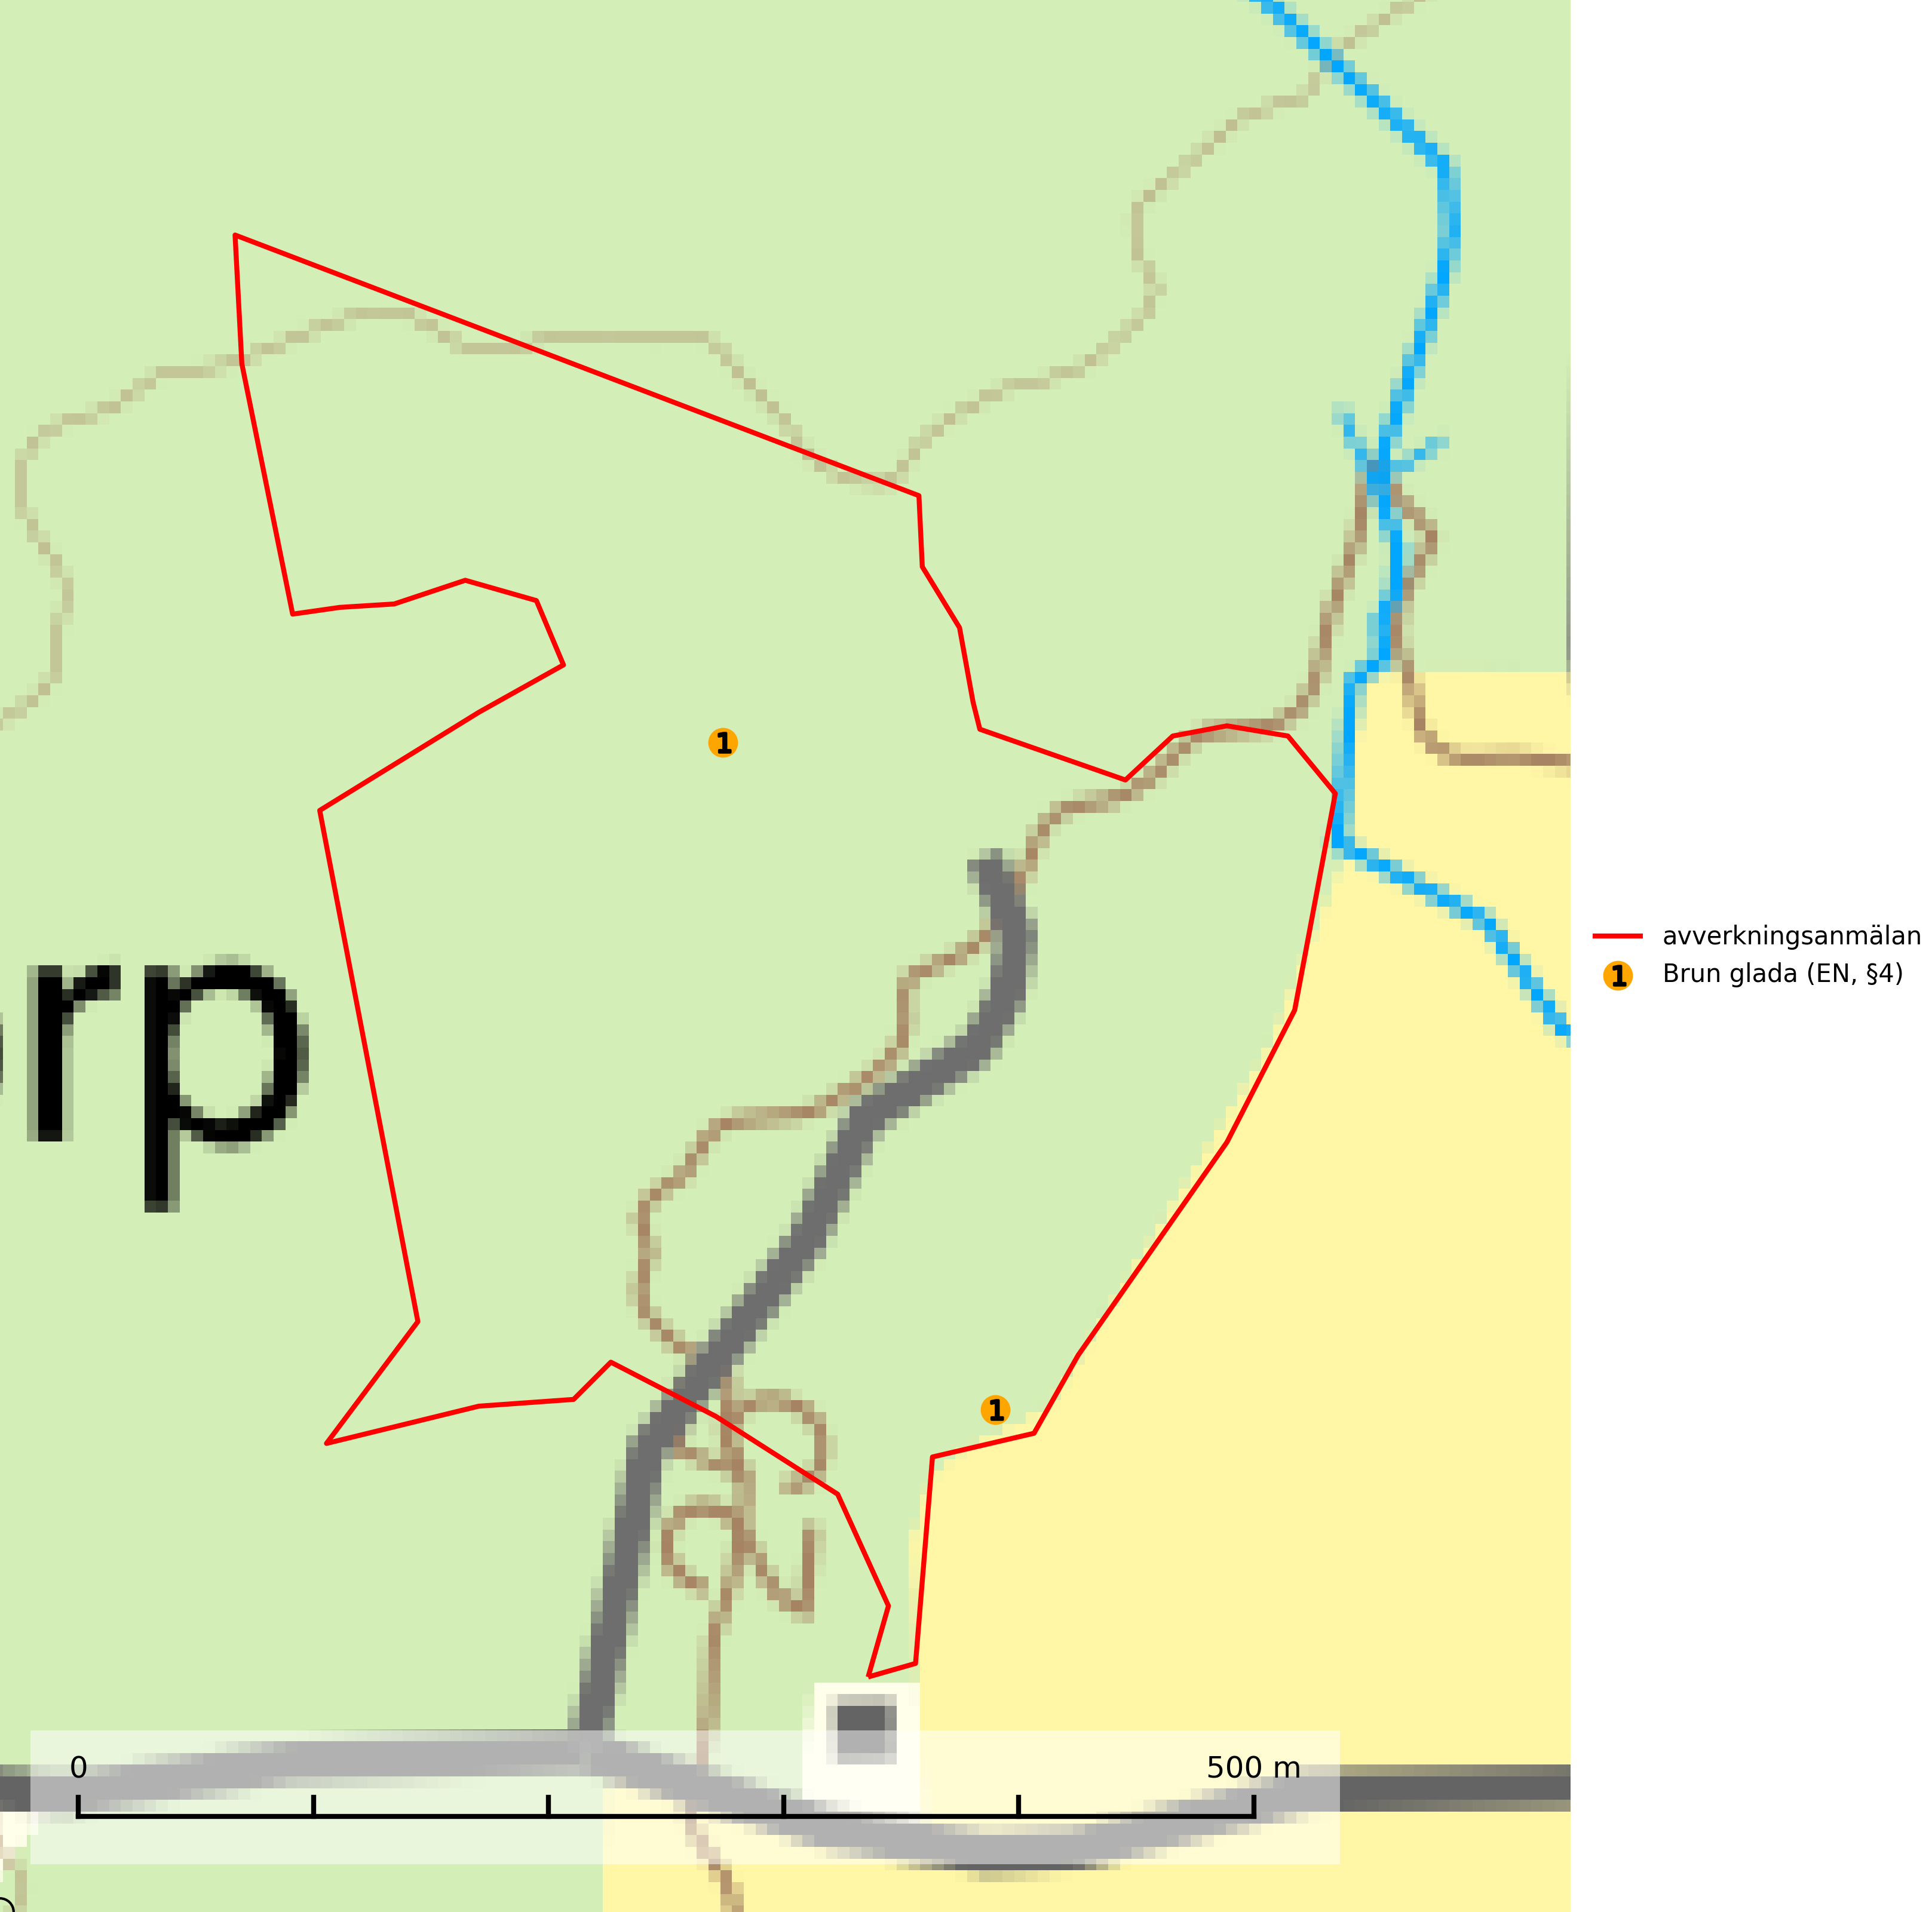 1
avverkningsanmälan
1 Brun glada (EN, §4)
rp
1
0 500 m